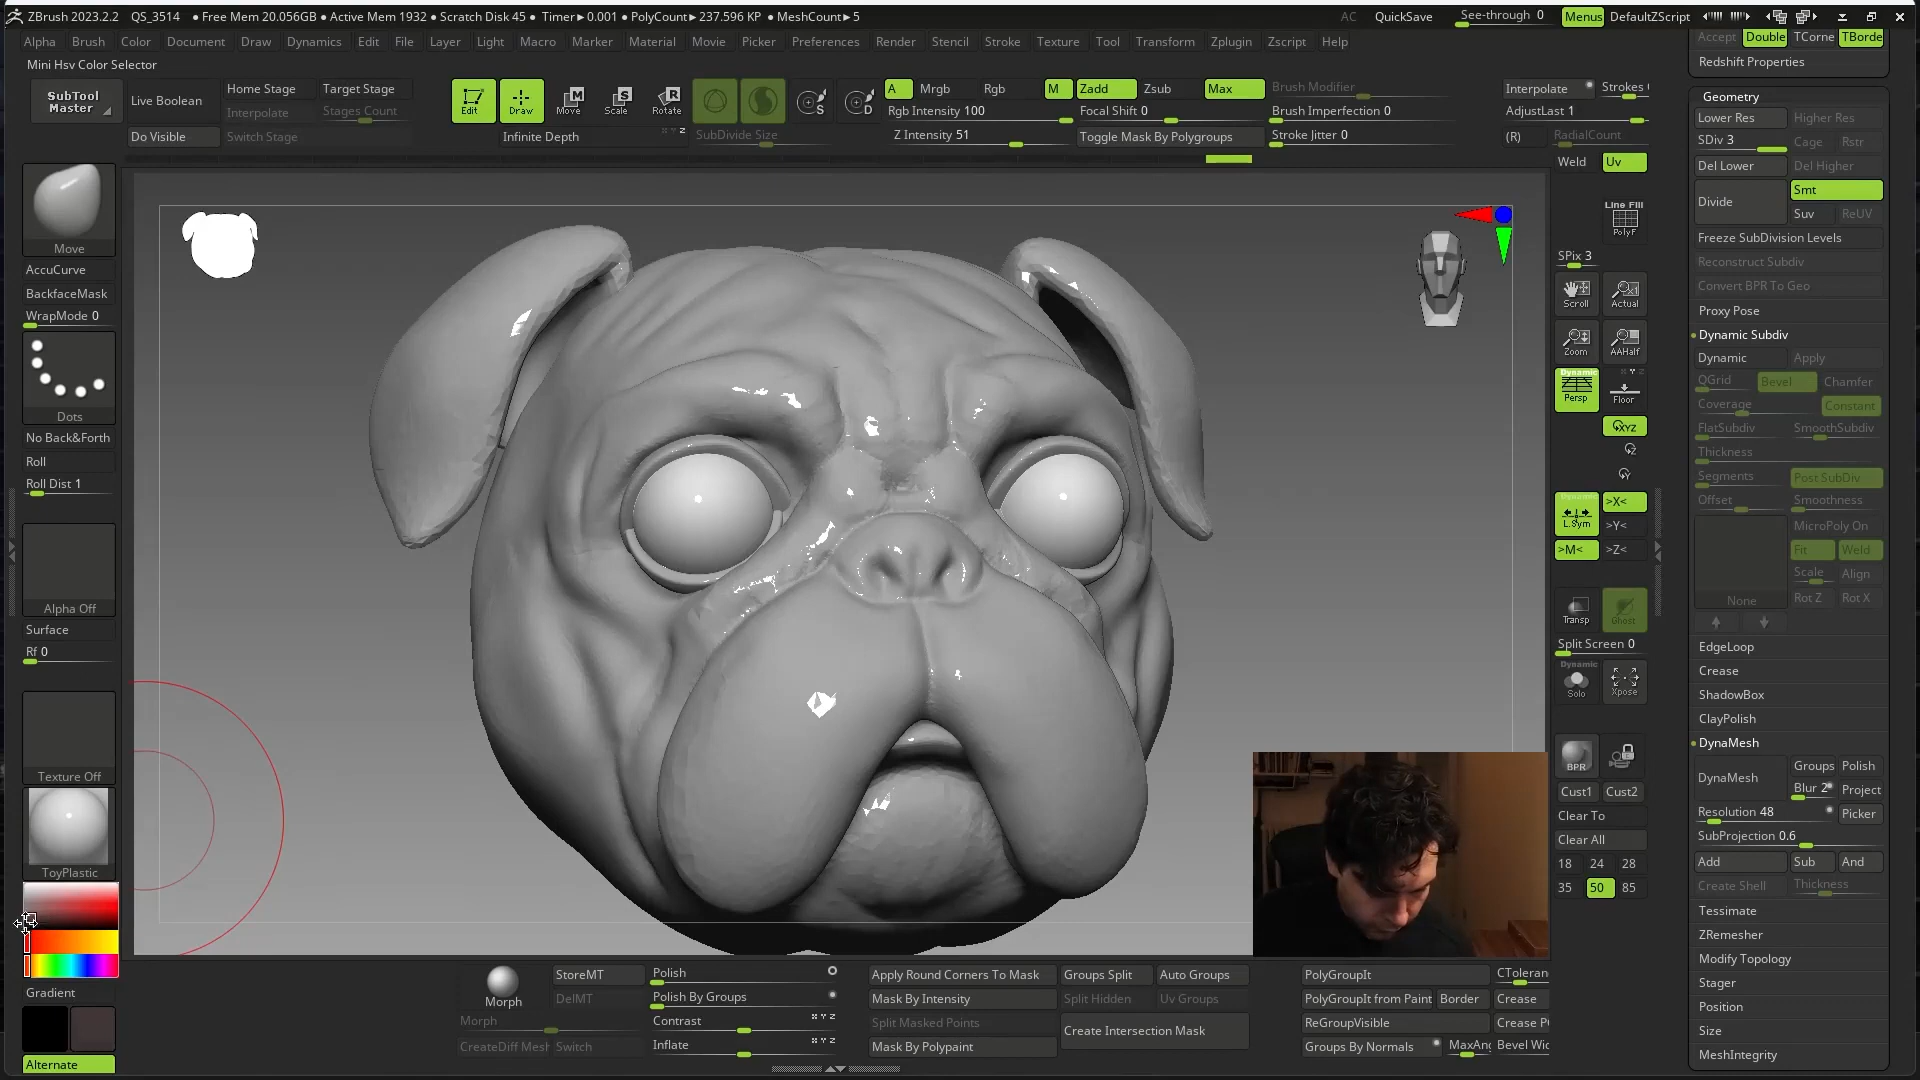 ZBrush 2023.2.2 QS_3514 ● Free Mem 20.056GB ● Active Mem 1932 ● Scratch Disk 45 ● Timer▸0.001 ● PolyCount▸237.596 KP ● MeshCount▸5 AC QuickSave See-through 0 Menus DefaultZScript
Alpha Brush Color Document Draw Dynamics Edit File Layer Light Macro Marker Material Movie Picker Preferences Render Stencil Stroke Texture Tool Transform Zplugin Zscript Help
Mini Hsv Color Selector
SubTool Master
Live Boolean
Do Visible
Home Stage
Target Stage
Interpolate
Stages Count
Switch Stage
Edit
Draw
Move
Scale
Rotate
Infinite Depth
SubDivide Size
S
D
A
Mrgb
Rgb
M
Zadd
Zsub
Max
Brush Modifier
Rgb Intensity 100
Focal Shift 0
Brush Imperfection 0
Z Intensity 51
Toggle Mask By Polygroups
Stroke Jitter 0
Interpolate
Strokes
AdjustLast 1
(R)
RadialCount
Weld
Uv
Move
AccuCurve
BackfaceMask
WrapMode 0
Dots
No Back&Forth
Roll
Roll Dist 1
Alpha Off
Surface
Rf 0
Texture Off
ToyPlastic
Gradient
Alternate
Line Fill
PolyF
SPix 3
Scroll
Actual
Zoom
AAHalf
Dynamic
Persp
Floor
XYZ
Dynamic
L.Sym
>X<
>Y<
>M<
>Z<
Transp
Ghost
Split Screen 0
Dynamic
Solo
Xpose
BPR
Cust1
Cust2
Clear To
Clear All
18 24 28
35 50 85
Accept
Double
TCorne
TBorde
Redshift Properties
Geometry
Lower Res
Higher Res
SDiv 3
Cage
Rstr
Del Lower
Del Higher
Divide
Smt
Suv
ReUV
Freeze SubDivision Levels
Reconstruct Subdiv
Convert BPR To Geo
Proxy Pose
Dynamic Subdiv
Dynamic
Apply
QGrid
Bevel
Chamfer
Coverage
Constant
FlatSubdiv
SmoothSubdiv
Thickness
Segments
Post SubDiv
Offset
Smoothness
MicroPoly On
Fit
Weld
Scale
Align
None
Rot Z
Rot X
EdgeLoop
Crease
ShadowBox
ClayPolish
DynaMesh
DynaMesh
Groups
Polish
Blur 2
Project
Resolution 48
Picker
SubProjection 0.6
Add
Sub
And
Create Shell
Thickness
Tessimate
ZRemesher
Modify Topology
Stager
Position
Size
MeshIntegrity
Morph
StoreMT
DelMT
Morph
CreateDiff Mesh
Switch
Polish
Polish By Groups
Contrast
Inflate
Apply Round Corners To Mask
Mask By Intensity
Split Masked Points
Mask By Polypaint
Groups Split
Auto Groups
Split Hidden
Uv Groups
Create Intersection Mask
PolyGroupIt
PolyGroupIt from Paint
Border
ReGroupVisible
Groups By Normals
MaxAng
CToleran
Crease
Crease P
Bevel Wid